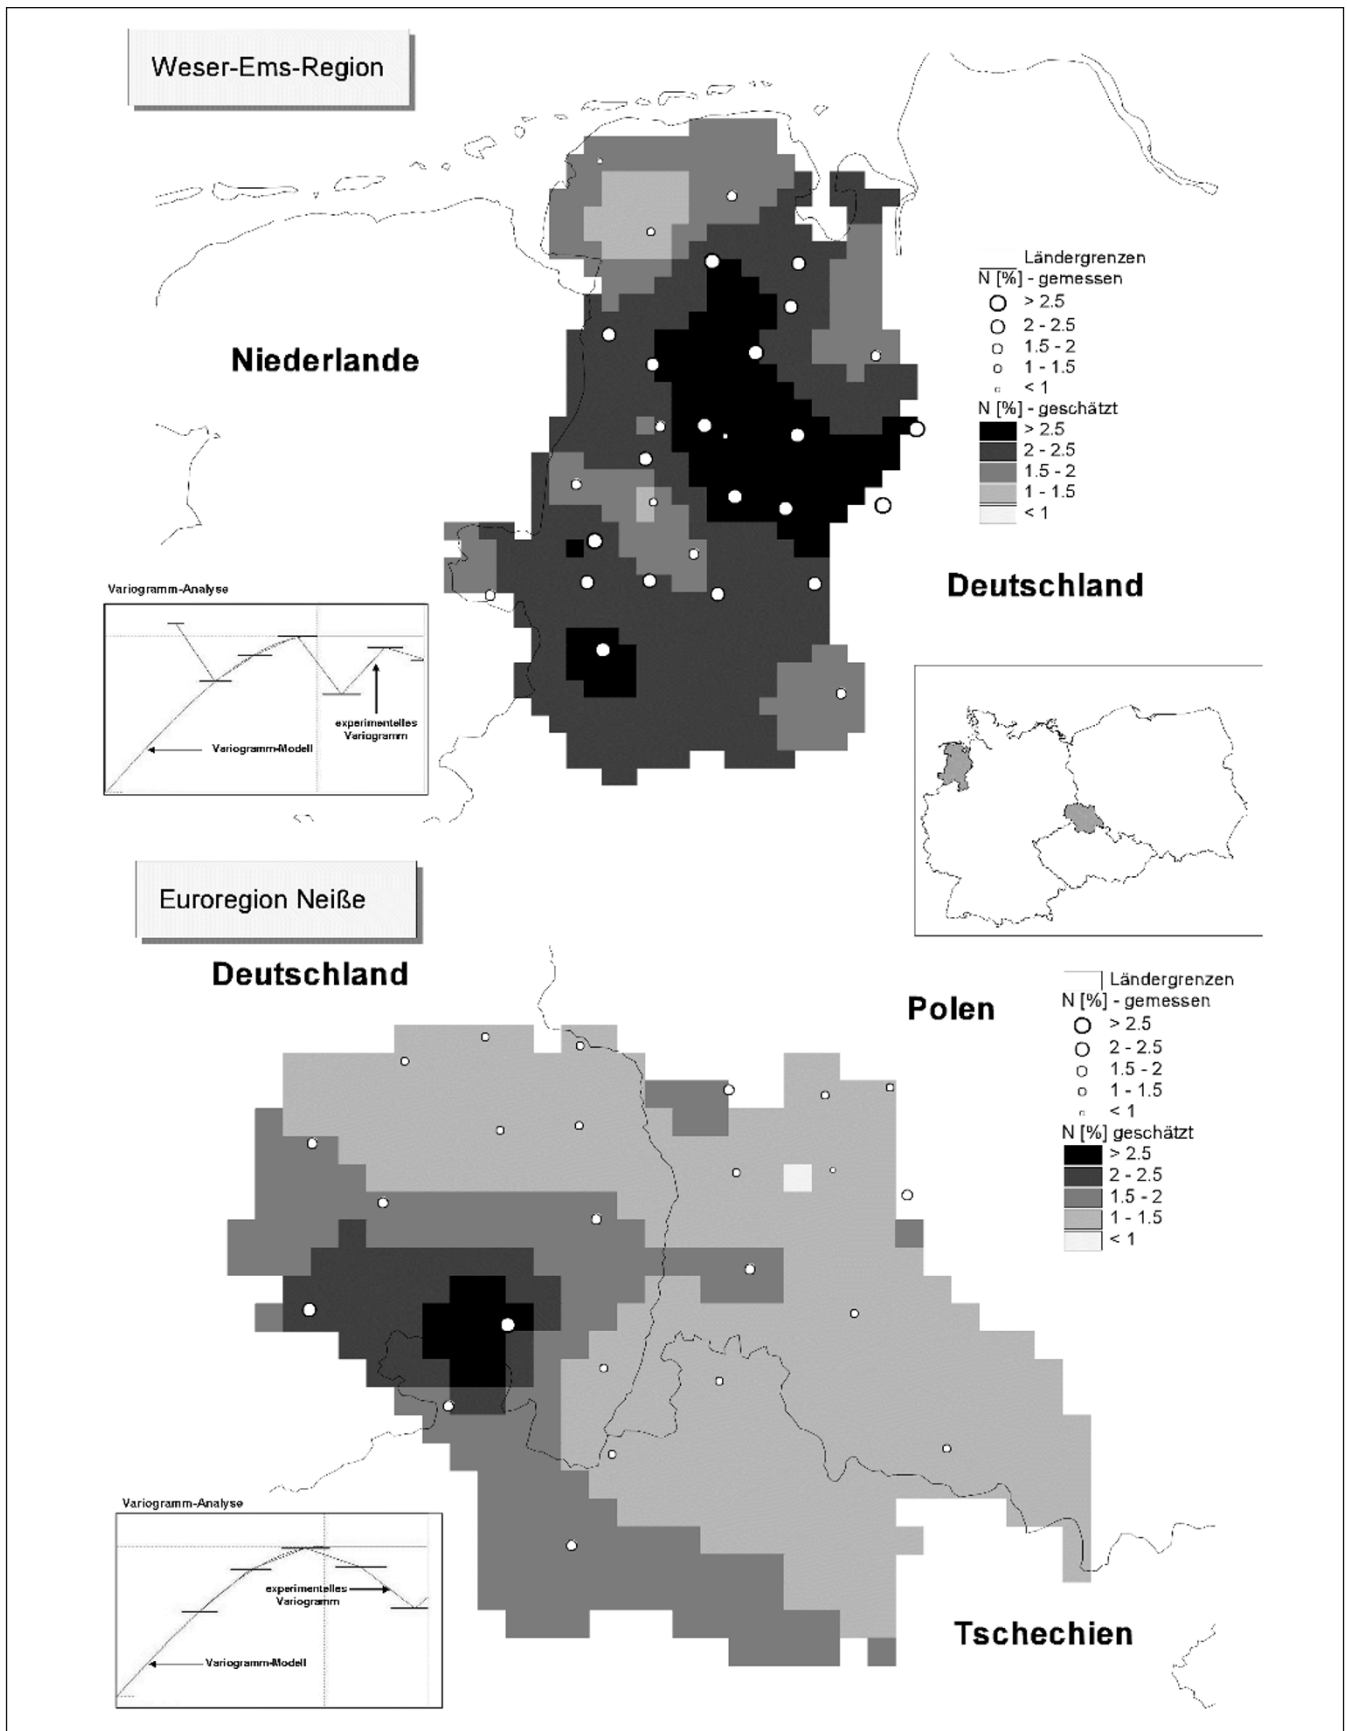 Weser-Ems-Region
Niederlande
Ländergrenzen
N [%] - gemessen
> 2.5
2 - 2.5
1.5 - 2
1 - 1.5
< 1
N [%] - geschätzt
> 2.5
2 - 2.5
1.5 - 2
1 - 1.5
< 1
Deutschland
Variogramm-Analyse
experimentelles
Variogramm
Variogramm-Modell
Euroregion Neiße
Deutschland
Polen
Ländergrenzen
N [%] - gemessen
> 2.5
2 - 2.5
1.5 - 2
1 - 1.5
< 1
N [%] geschätzt
> 2.5
2 - 2.5
1.5 - 2
1 - 1.5
< 1
Variogramm-Analyse
experimentelles
Variogramm
Variogramm-Modell
Tschechien